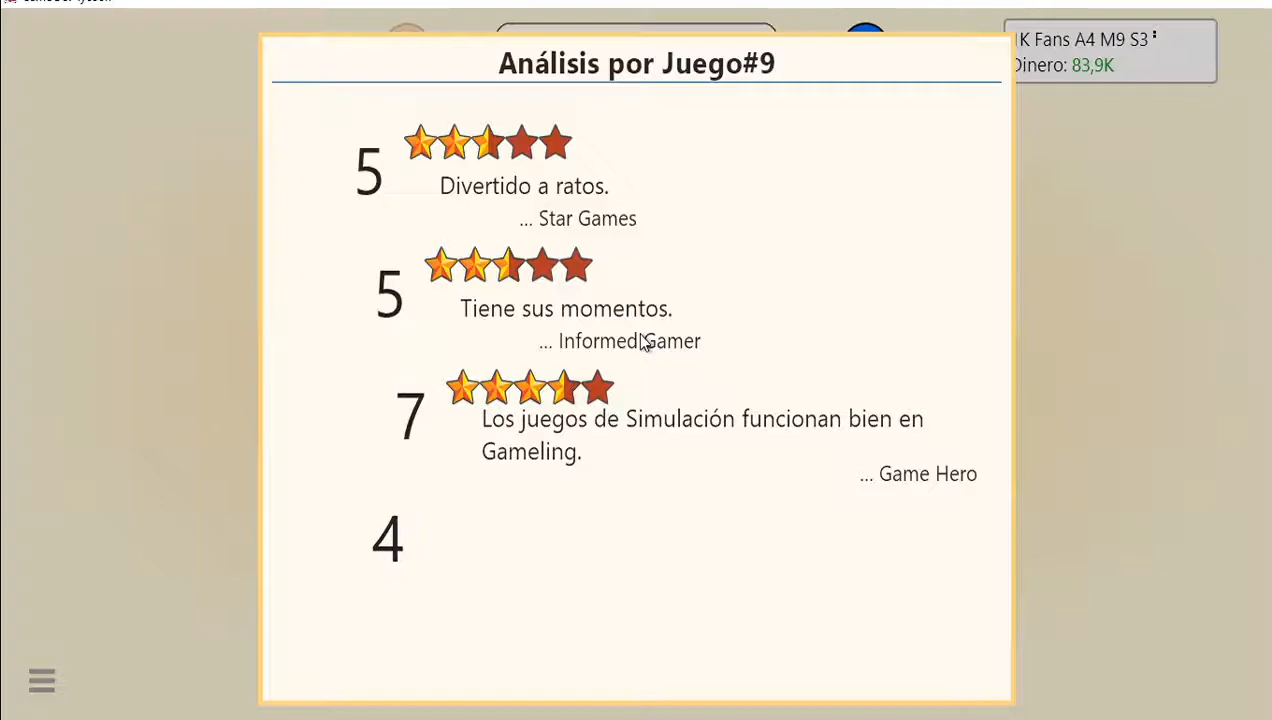 1K Fans A4 M9 S3
Dinero: 83,9K
Análisis por Juego#9
5
Divertido a ratos.
... Star Games
5
Tiene sus momentos.
... Informed Gamer
7
Los juegos de Simulación funcionan bien en
Gameling.
... Game Hero
4